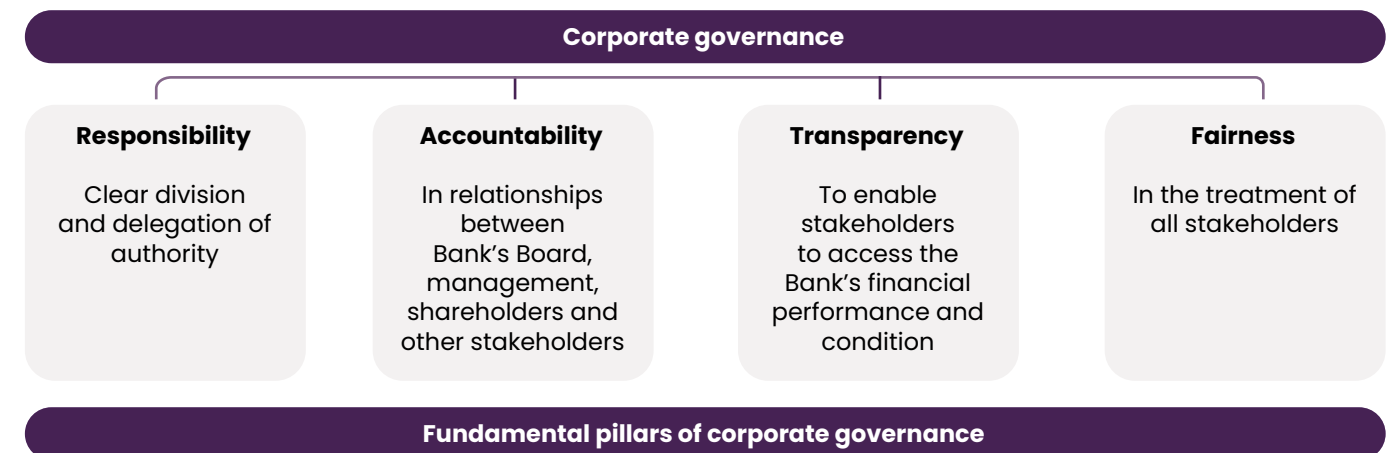 Corporate governance
Responsibility
Clear division
and delegation of
authority
Accountability
In relationships
between
Bank’s Board,
management,
shareholders and
other stakeholders
Transparency
To enable
stakeholders
to access the
Bank’s financial
performance and
condition
Fairness
In the treatment of
all stakeholders
Fundamental pillars of corporate governance